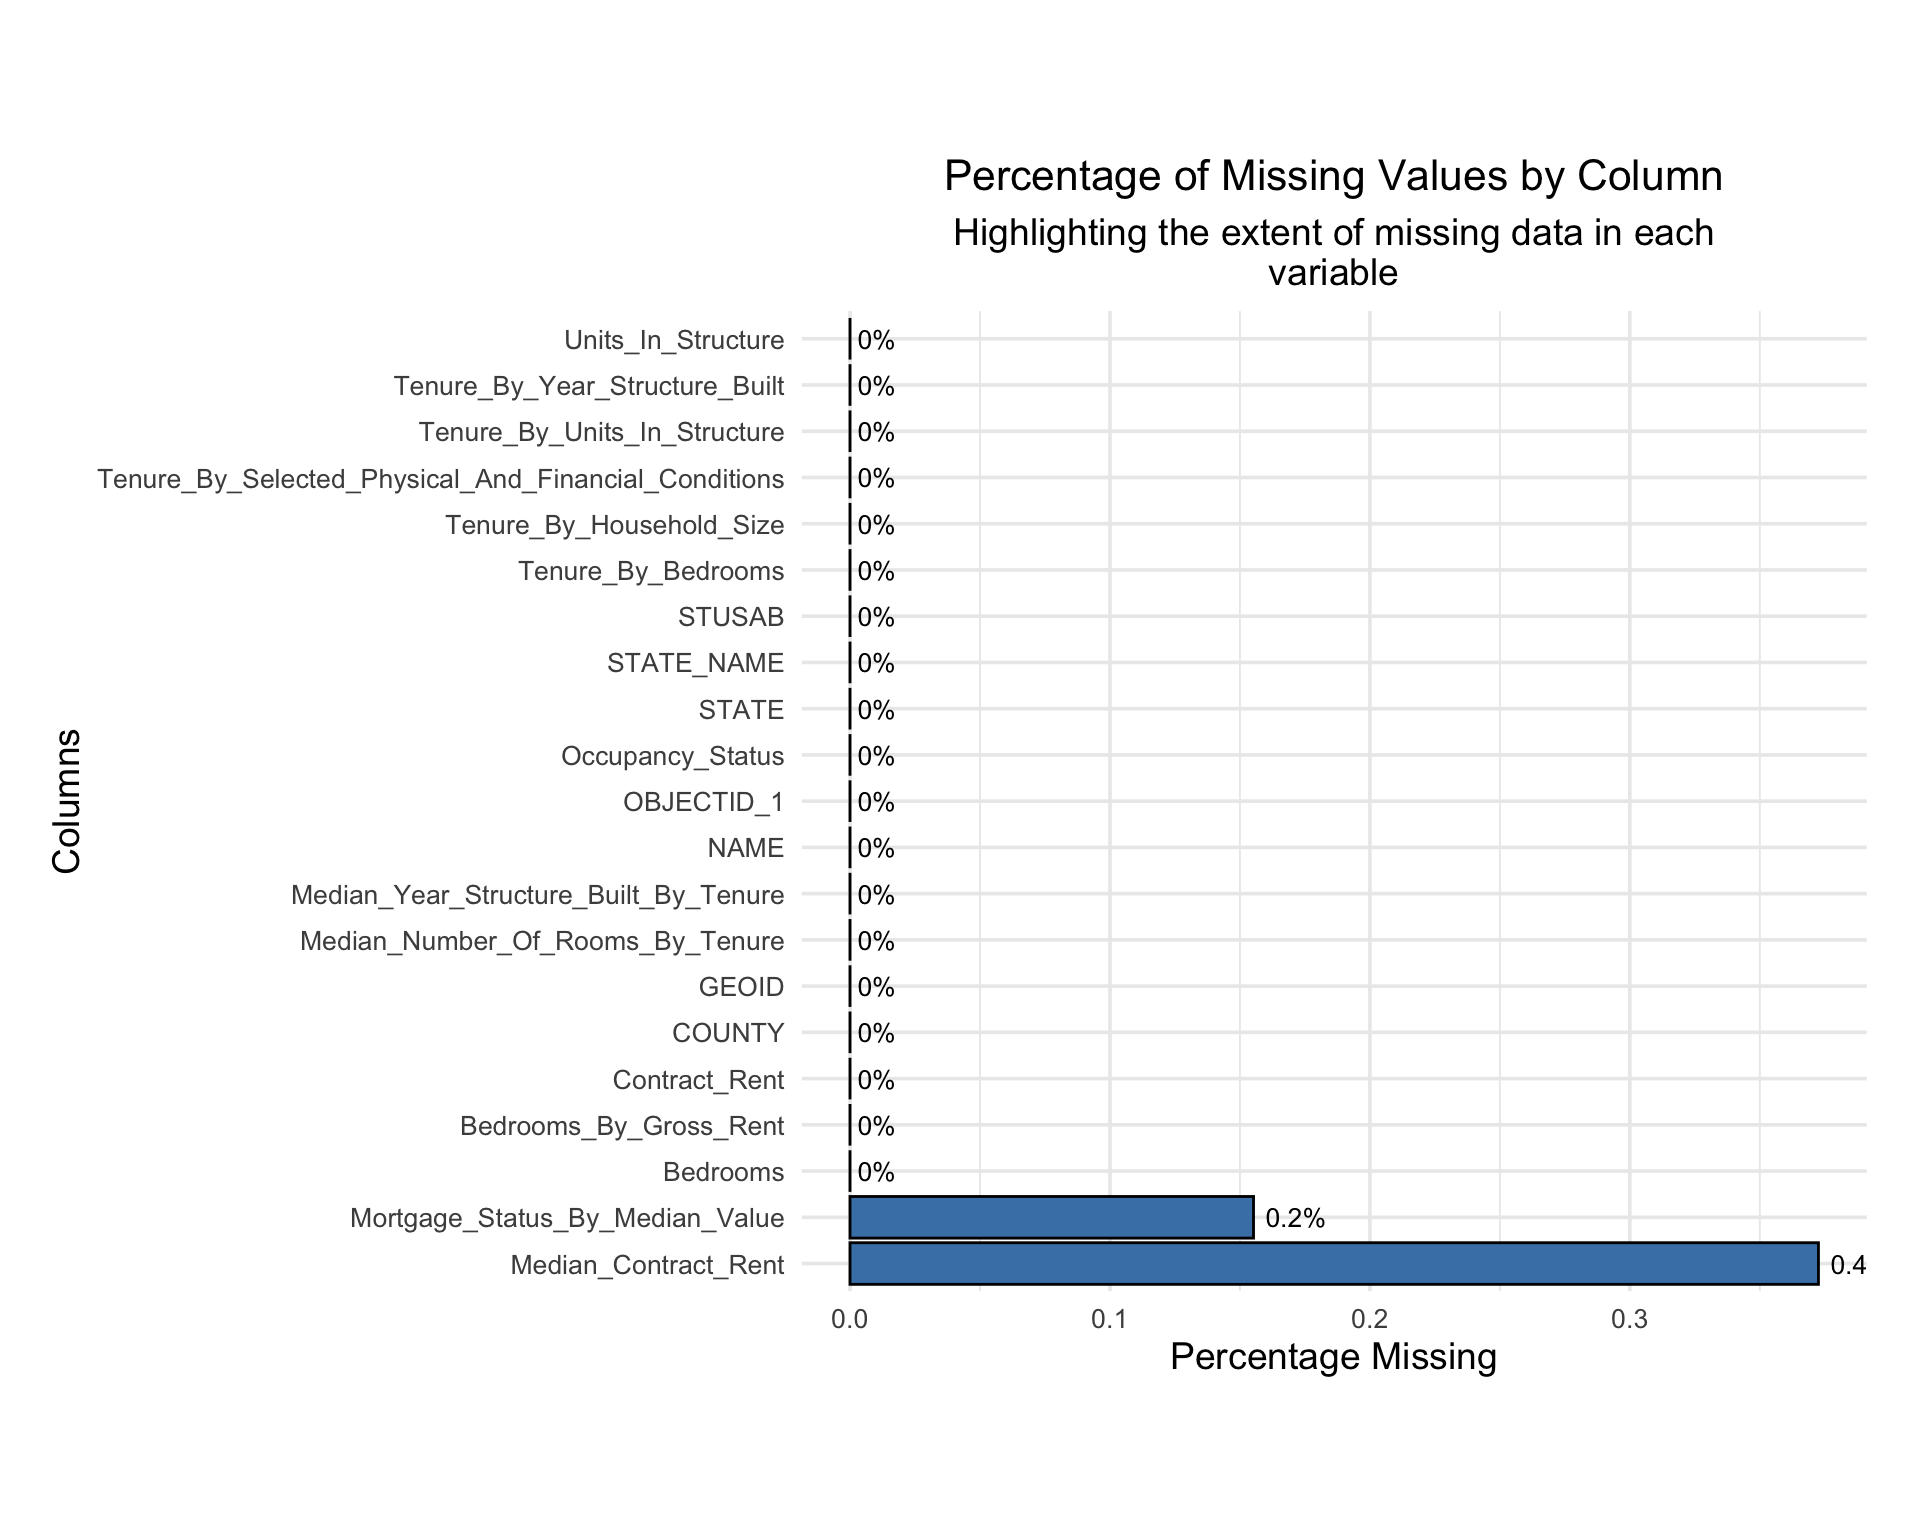 Percentage of Missing Values by Column
Highlighting the extent of missing data in each
variable
Columns
Units_In_Structure 0%
Tenure_By_Year_Structure_Built 0%
Tenure_By_Units_In_Structure 0%
Tenure_By_Selected_Physical_And_Financial_Conditions 0%
Tenure_By_Household_Size 0%
Tenure_By_Bedrooms 0%
STUSAB 0%
STATE_NAME 0%
STATE 0%
Occupancy_Status 0%
OBJECTID_1 0%
NAME 0%
Median_Year_Structure_Built_By_Tenure 0%
Median_Number_Of_Rooms_By_Tenure 0%
GEOID 0%
COUNTY 0%
Contract_Rent 0%
Bedrooms_By_Gross_Rent 0%
Bedrooms 0%
Mortgage_Status_By_Median_Value 0.2%
Median_Contract_Rent 0.4
0.0 0.1 0.2 0.3
Percentage Missing